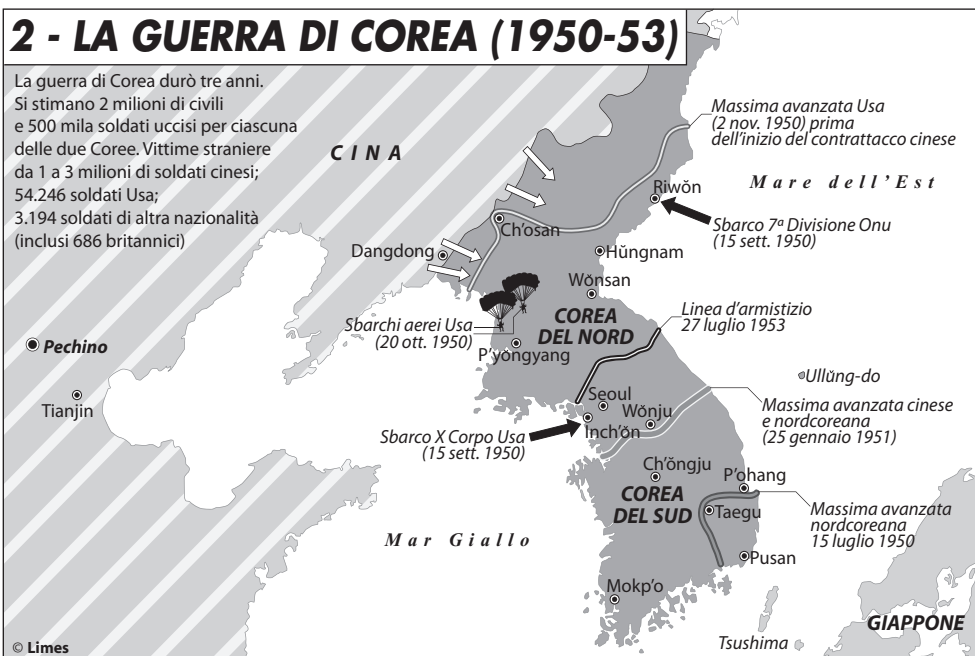 2 - LA GUERRA DI COREA (1950-53)
La guerra di Corea durò tre anni.
Si stimano 2 milioni di civili
e 500 mila soldati uccisi per ciascuna
delle due Coree. Vittime straniere
da 1 a 3 milioni di soldati cinesi;
54.246 soldati Usa;
3.194 soldati di altra nazionalità
(inclusi 686 britannici)
CINA
Massima avanzata Usa
(2 nov. 1950) prima
dell'inizio del contrattacco cinese
Mare dell'Est
Riwŏn
Sbarco 7ª Divisione Onu
(15 sett. 1950)
Ch'osan
Dangdong
Hŭngnam
Wŏnsan
COREA
DEL NORD
Linea d'armistizio
27 luglio 1953
Sbarchi aerei Usa
(20 ott. 1950)
P'yŏngyang
Pechino
Tianjin
Ullŭng-do
Seoul
Wŏnju
Inch'ŏn
Massima avanzata cinese
e nordcoreana
(25 gennaio 1951)
Sbarco X Corpo Usa
(15 sett. 1950)
Ch'ŏngju
P'ohang
COREA
DEL SUD
Taegu
Massima avanzata
nordcoreana
15 luglio 1950
Mar Giallo
Pusan
Mokp'o
GIAPPONE
Tsushima
© Limes